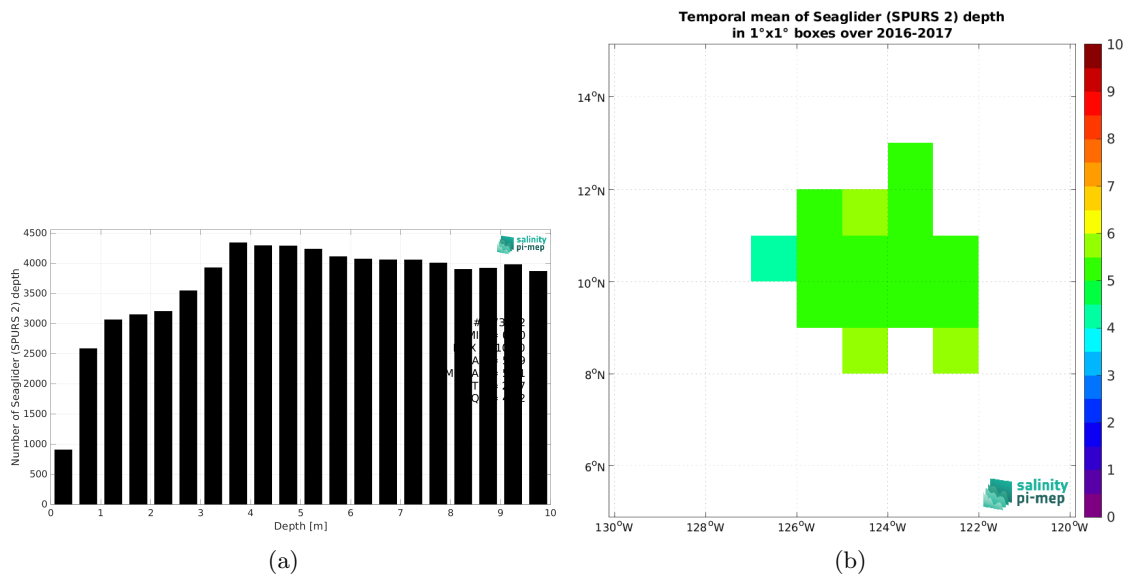 Temporal mean of Seaglider (SPURS 2) depth
in 1°x1° boxes over 2016-2017
Number of Seaglider (SPURS 2) depth
4500
4000
3500
3000
2500
2000
1500
1000
500
0
0 1 2 3 4 5 6 7 8 9 10
Depth [m]
salinity
pi-mep
(a)
14°N
12°N
10°N
8°N
6°N
130°W 128°W 126°W 124°W 122°W 120°W
salinity
pi-mep
10
9
8
7
6
5
4
3
2
1
0
(b)